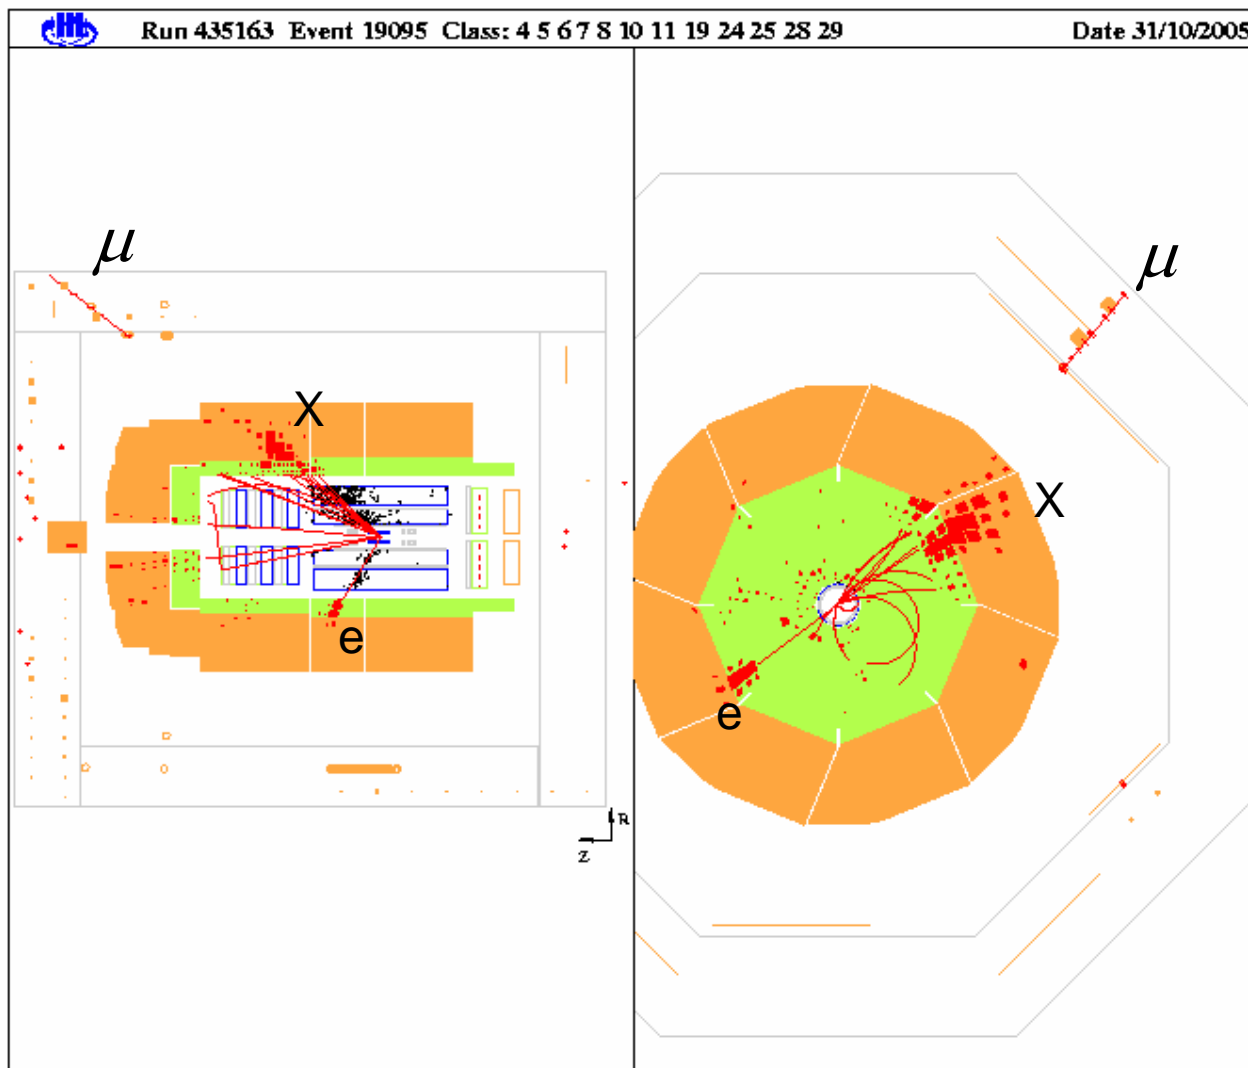 Run 435163 Event 19095 Class: 4 5 6 7 8 10 11 19 24 25 28 29 Date 31/10/2005
μ
μ
X
X
e
e
R
Z